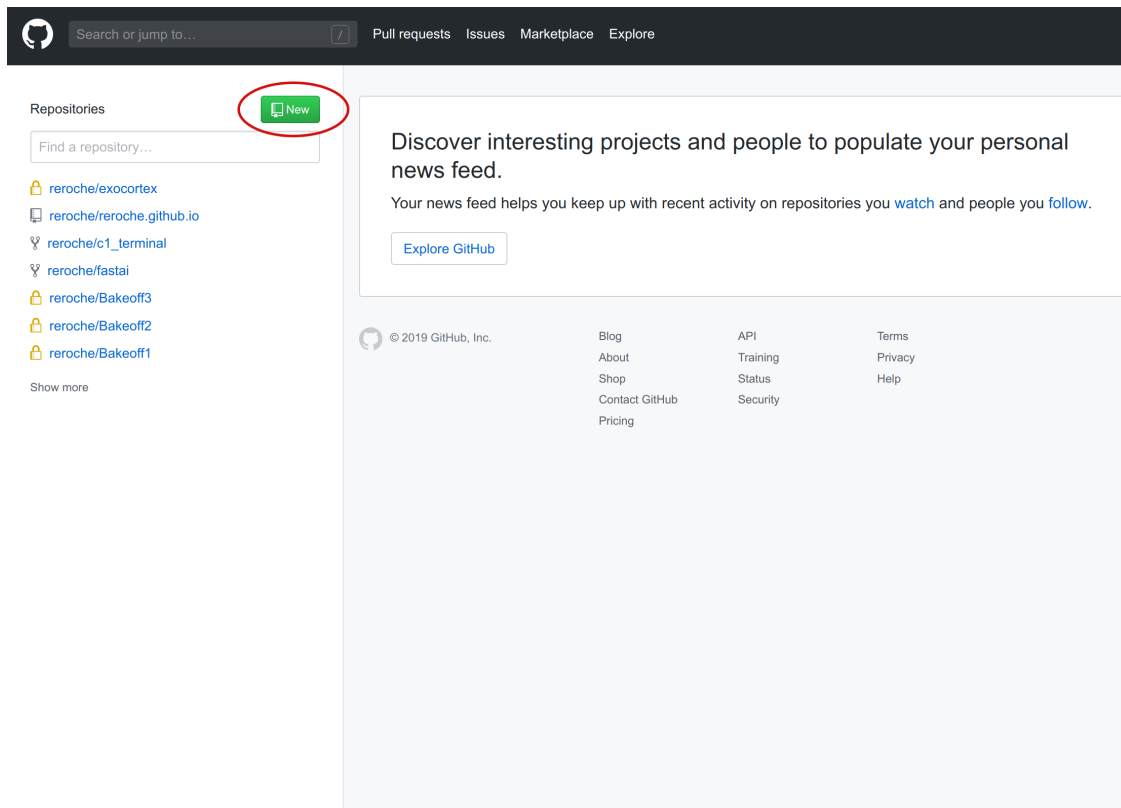 Search or jump to… /
Pull requests Issues Marketplace Explore
Repositories
New
Find a repository…
reroche/exocortex
reroche/reroche.github.io
reroche/c1_terminal
reroche/fastai
reroche/Bakeoff3
reroche/Bakeoff2
reroche/Bakeoff1
Show more
Discover interesting projects and people to populate your personal
news feed.
Your news feed helps you keep up with recent activity on repositories you watch and people you follow.
Explore GitHub
© 2019 GitHub, Inc.
Blog
About
Shop
Contact GitHub
Pricing
API
Training
Status
Security
Terms
Privacy
Help